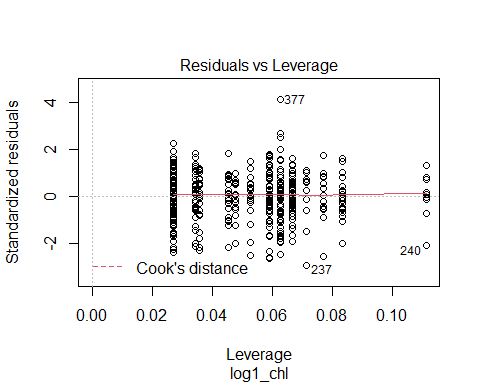 Residuals vs Leverage
Standardized residuals
4
2
0
-2
377
240
237
Cook's distance
0.00 0.02 0.04 0.06 0.08 0.10
Leverage
log1_chl